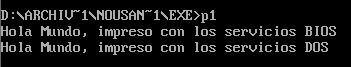 D:\ARCHIV~1\NOUSAN~1\EXE>p1
Hola Mundo, impreso con los servicios BIOS
Hola Mundo, impreso con los servicios DOS